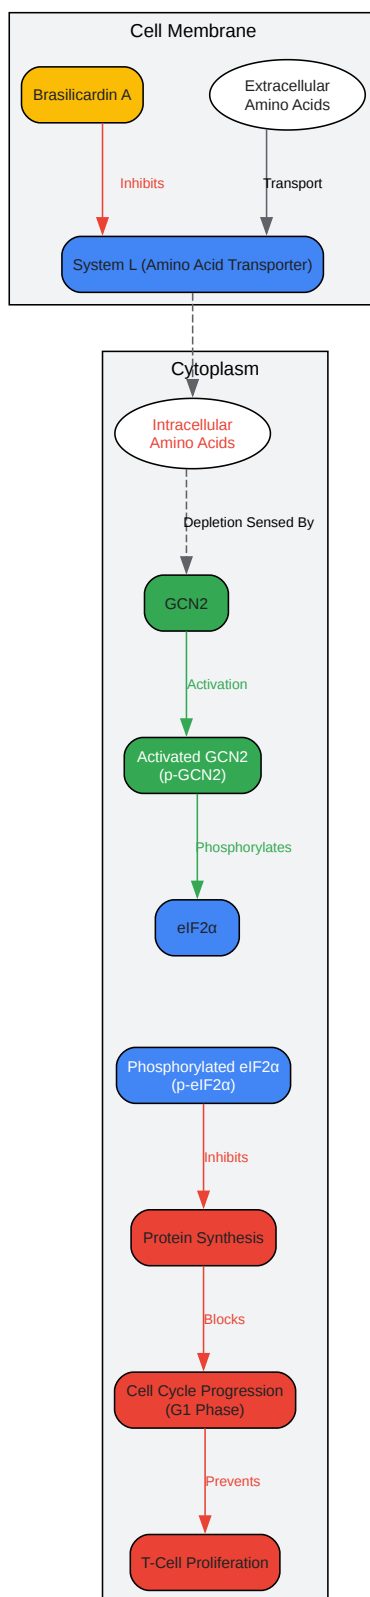 Cell Membrane
Brasilicardin A
Extracellular
Amino Acids
Inhibits
Transport
System L (Amino Acid Transporter)
Cytoplasm
Intracellular
Amino Acids
Depletion Sensed By
GCN2
Activation
Activated GCN2
(p-GCN2)
Phosphorylates
eIF2α
Phosphorylated eIF2α
(p-eIF2α)
Inhibits
Protein Synthesis
Blocks
Cell Cycle Progression
(G1 Phase)
Prevents
T-Cell Proliferation